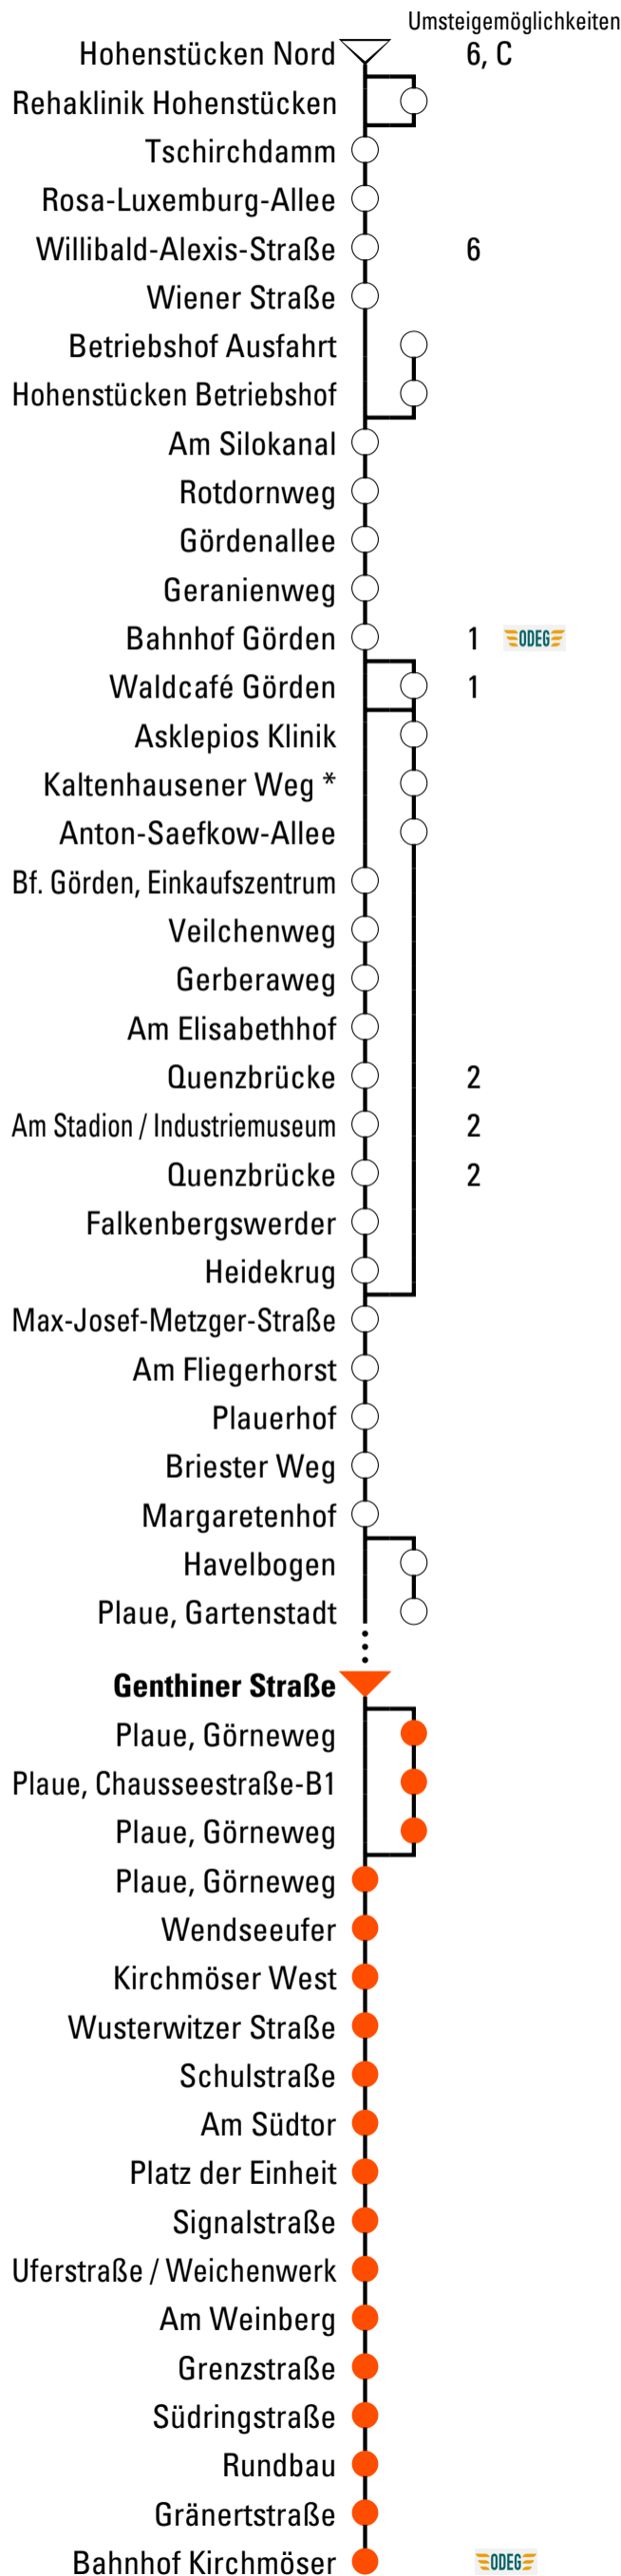 Umsteigemöglichkeiten
Hohenstücken Nord 6, C
Rehaklinik Hohenstücken
Tschirchdamm
Rosa-Luxemburg-Allee
Willibald-Alexis-Straße 6
Wiener Straße
Betriebshof Ausfahrt
Hohenstücken Betriebshof
Am Silokanal
Rotdornweg
Gördenallee
Geranienweg
Bahnhof Görden 1 ODEG
Waldcafé Görden 1
Asklepios Klinik
Kaltenhausener Weg *
Anton-Saefkow-Allee
Bf. Görden, Einkaufszentrum
Veilchenweg
Gerberaweg
Am Elisabethhof
Quenzbrücke 2
Am Stadion / Industriemuseum 2
Quenzbrücke 2
Falkenbergswerder
Heidekrug
Max-Josef-Metzger-Straße
Am Fliegerhorst
Plauerhof
Briester Weg
Margaretenhof
Havelbogen
Plaue, Gartenstadt
Genthiner Straße
Plaue, Görneweg
Plaue, Chausseestraße-B1
Plaue, Görneweg
Plaue, Görneweg
Wendseeufer
Kirchmöser West
Wusterwitzer Straße
Schulstraße
Am Südtor
Platz der Einheit
Signalstraße
Uferstraße / Weichenwerk
Am Weinberg
Grenzstraße
Südringstraße
Rundbau
Gränertstraße
Bahnhof Kirchmöser ODEG